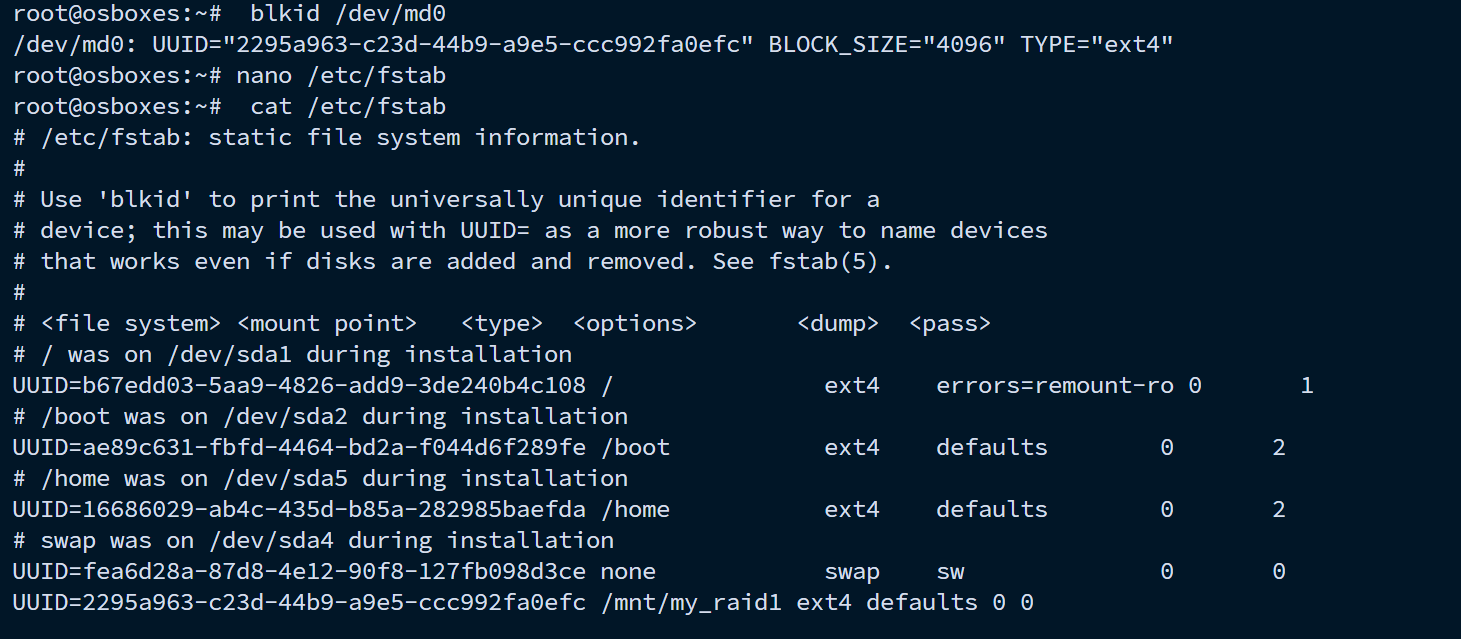 root@osboxes:~#  blkid /dev/md0
/dev/md0: UUID="2295a963-c23d-44b9-a9e5-ccc992fa0efc" BLOCK_SIZE="4096" TYPE="ext4"
root@osboxes:~# nano /etc/fstab
root@osboxes:~#  cat /etc/fstab
# /etc/fstab: static file system information.
#
# Use 'blkid' to print the universally unique identifier for a
# device; this may be used with UUID= as a more robust way to name devices
# that works even if disks are added and removed. See fstab(5).
#
# <file system> <mount point>   <type>  <options>       <dump>  <pass>
# / was on /dev/sda1 during installation
UUID=b67edd03-5aa9-4826-add9-3de240b4c108 /               ext4    errors=remount-ro 0       1
# /boot was on /dev/sda2 during installation
UUID=ae89c631-fbfd-4464-bd2a-f044d6f289fe /boot           ext4    defaults        0       2
# /home was on /dev/sda5 during installation
UUID=16686029-ab4c-435d-b85a-282985baefda /home           ext4    defaults        0       2
# swap was on /dev/sda4 during installation
UUID=fea6d28a-87d8-4e12-90f8-127fb098d3ce none            swap    sw              0       0
UUID=2295a963-c23d-44b9-a9e5-ccc992fa0efc /mnt/my_raid1 ext4 defaults 0 0